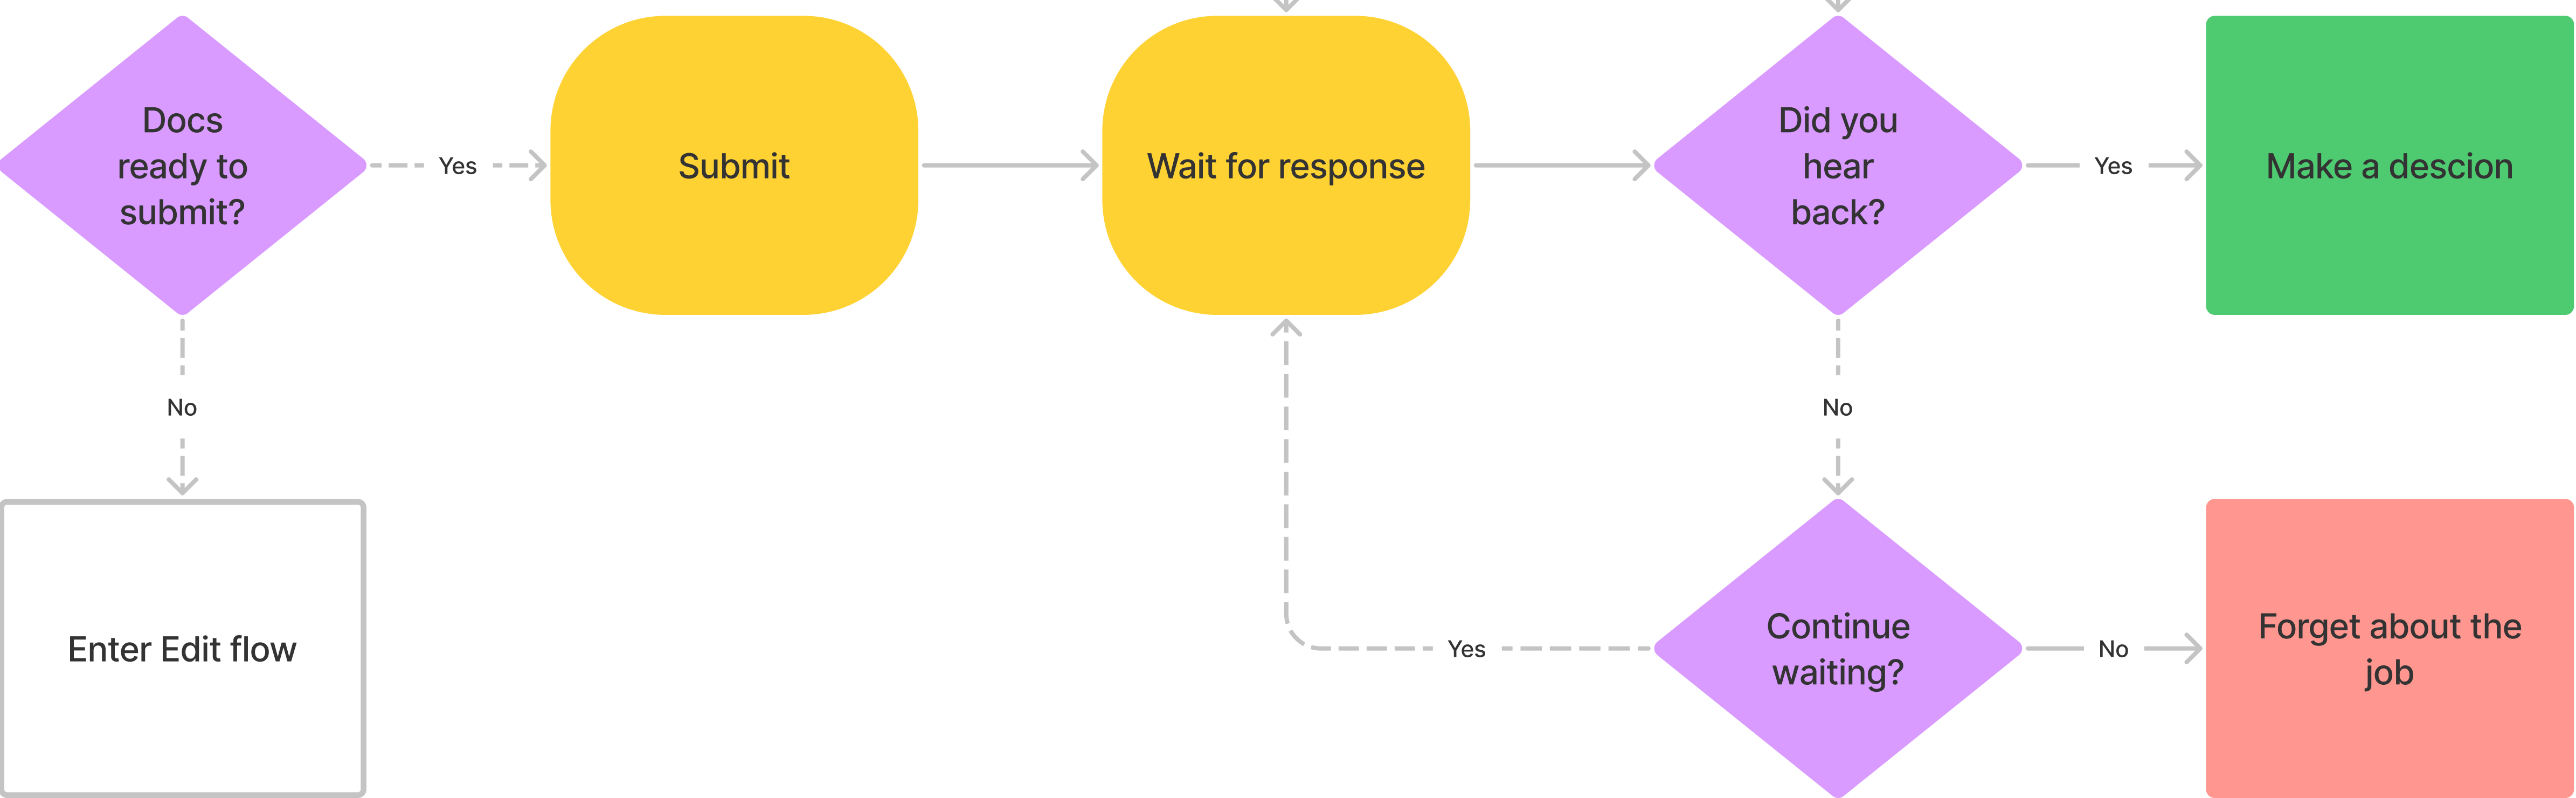 Docs
ready to
submit?
Yes
Submit
Wait for response
Did you
hear
back?
Yes
Make a descion
No
No
Enter Edit flow
Yes
Continue
waiting?
No
Forget about the
job